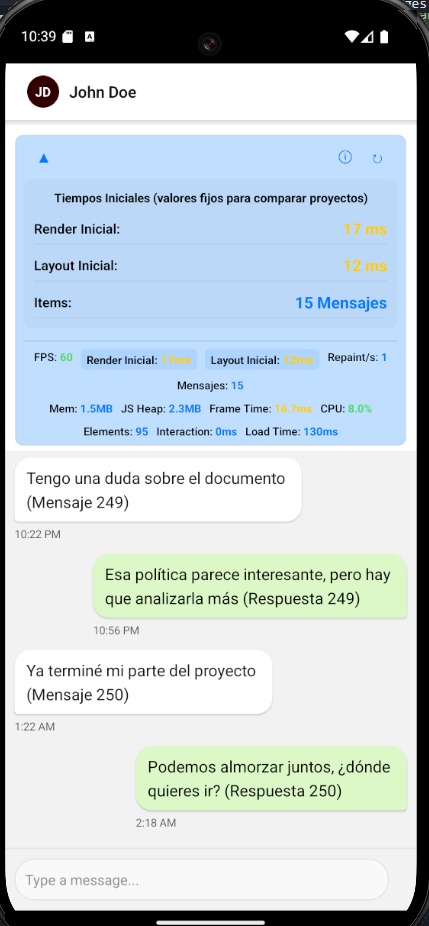 ges
10:39
A
JD John Doe
Tiempos Iniciales (valores fijos para comparar proyectos)
Render Inicial: 17 ms
Layout Inicial: 12 ms
Items: 15 Mensajes
FPS: 60 Render Inicial: 17ms Layout Inicial: 12ms Repaint/s: 1
Mensajes: 15
Mem: 1.5MB JS Heap: 2.3MB Frame Time: 16.7ms CPU: 8.0%
Elements: 95 Interaction: 0ms Load Time: 130ms
Tengo una duda sobre el documento
(Mensaje 249)
10:22 PM
Esa política parece interesante, pero hay
que analizarla más (Respuesta 249)
10:56 PM
Ya terminé mi parte del proyecto
(Mensaje 250)
1:22 AM
Podemos almorzar juntos, ¿dónde
quieres ir? (Respuesta 250)
2:18 AM
Type a message...